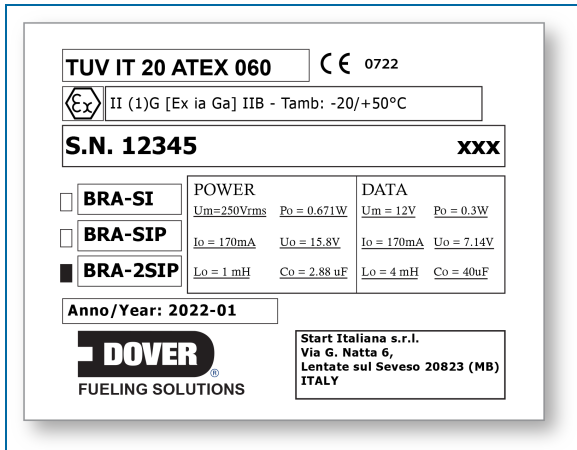 TUV IT 20 ATEX 060 CE 0722
Ex II (1)G [Ex ia Ga] IIB - Tamb: -20/+50°C
S.N. 12345 xxx
BRA-SI
BRA-SIP
BRA-2SIP
POWER
Um=250Vrms Po = 0.671W
Io = 170mA Uo = 15.8V
Lo = 1 mH Co = 2.88 uF
DATA
Um = 12V Po = 0.3W
Io = 170mA Uo = 7.14V
Lo = 4 mH Co = 40uF
Anno/Year: 2022-01
DOVER®
FUELING SOLUTIONS
Start Italiana s.r.l.
Via G. Natta 6,
Lentate sul Seveso 20823 (MB)
ITALY